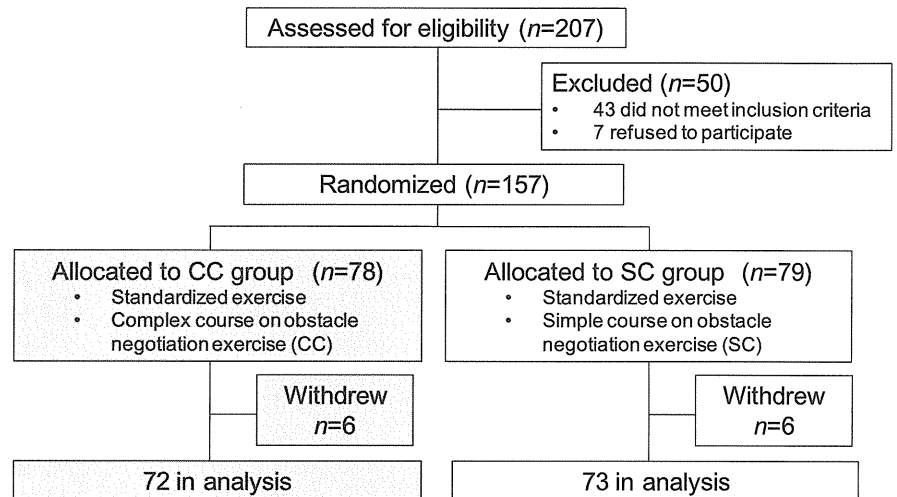 Assessed for eligibility (n=207)
Excluded (n=50)
• 43 did not meet inclusion criteria
• 7 refused to participate
Randomized (n=157)
Allocated to CC group (n=78)
• Standardized exercise
• Complex course on obstacle
negotiation exercise (CC)
Allocated to SC group (n=79)
• Standardized exercise
• Simple course on obstacle
negotiation exercise (SC)
Withdrew
n=6
Withdrew
n=6
72 in analysis
73 in analysis